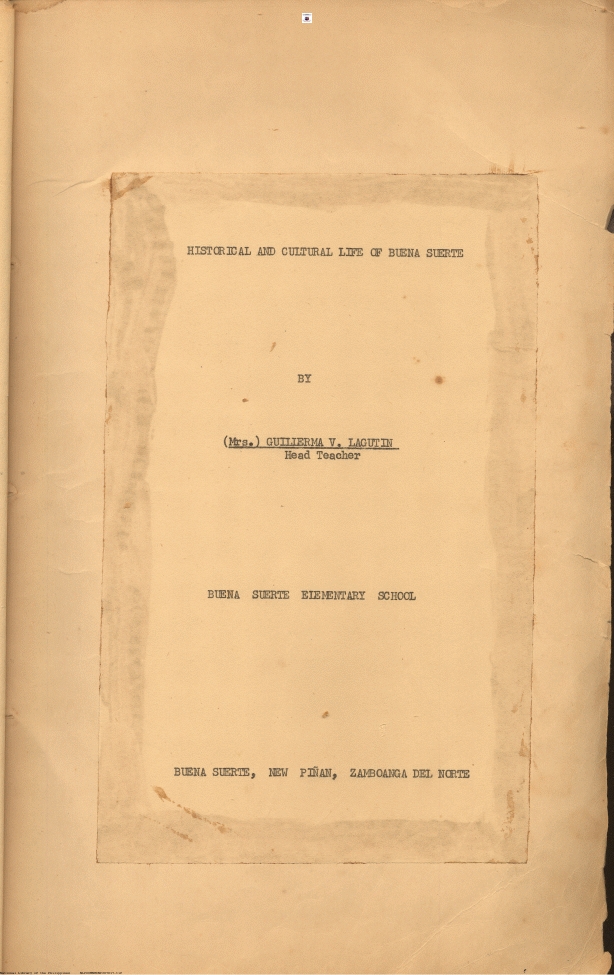 HISTORICAL AND CULTURAL LIFE OF BUENA SUERTE
BY
(Mrs.) GUILLERMA V. LAGUTIN
Head Teacher
BUENA SUERTE ELEMENTARY SCHOOL
BUENA SUERTE, NEW PIÑAN, ZAMBOANGA DEL NORTE